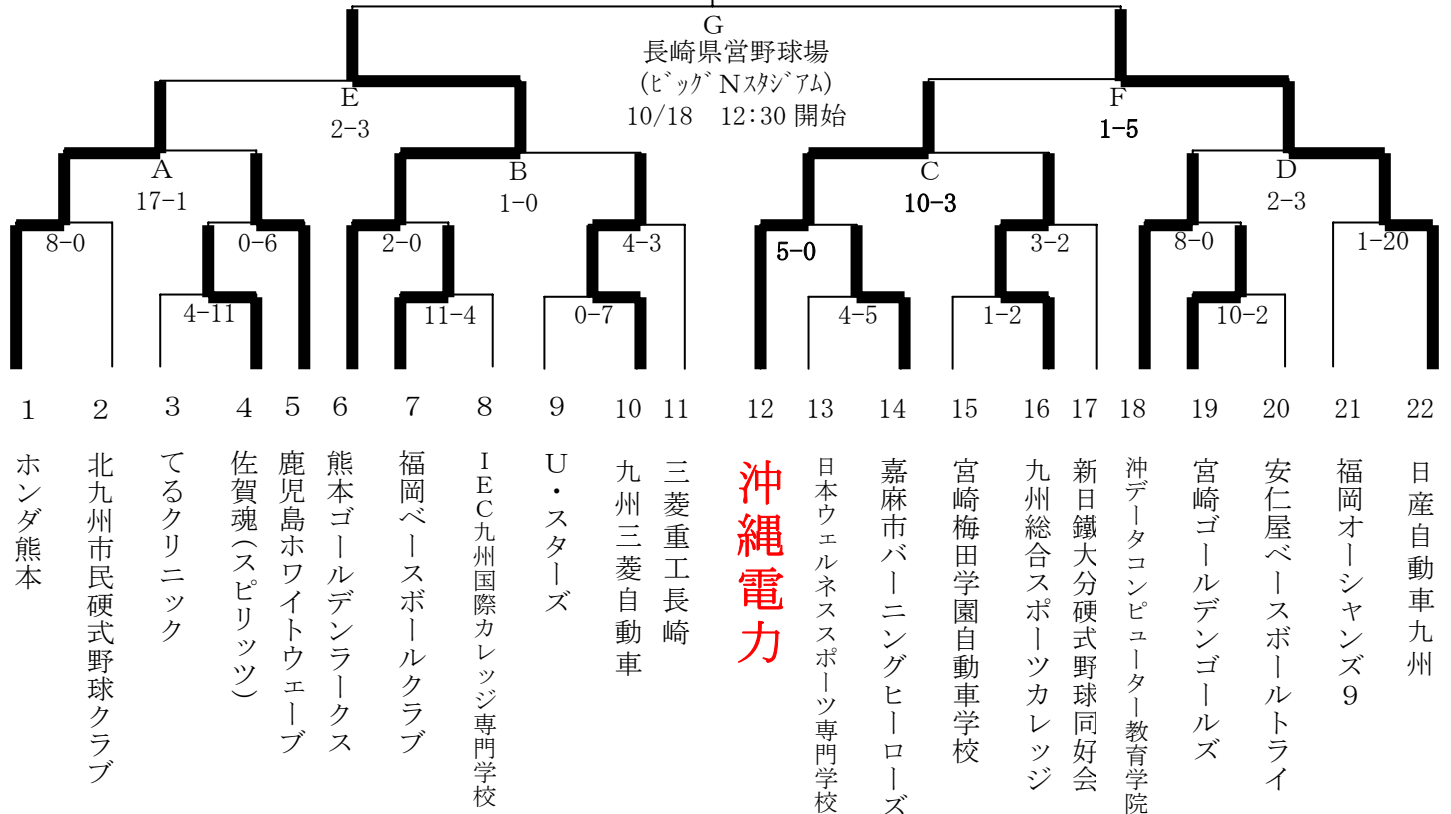 G
長崎県営野球場
(ビッグNスタジアム)
10/18　12:30 開始
E
2-3
F
1-5
A
17-1
B
1-0
C
10-3
D
2-3
8-0
0-6
2-0
4-3
5-0
3-2
8-0
1-20
4-11
11-4
0-7
4-5
1-2
10-2
1
ホンダ熊本
2
北九州市民硬式野球クラブ
3
てるクリニック
4
佐賀魂(スピリッツ)
5
鹿児島ホワイトウェーブ
6
熊本ゴールデンラークス
7
福岡ベースボールクラブ
8
IEC九州国際カレッジ専門学校
9
U・スターズ
10
九州三菱自動車
11
三菱重工長崎
12
沖縄電力
13
日本ウェルネススポーツ専門学校
14
嘉麻市バーニングヒーローズ
15
宮崎梅田学園自動車学校
16
九州総合スポーツカレッジ
17
新日鐵大分硬式野球同好会
18
沖データコンピューター教育学院
19
宮崎ゴールデンゴールズ
20
安仁屋ベースボールトライ
21
福岡オーシャンズ9
22
日産自動車九州